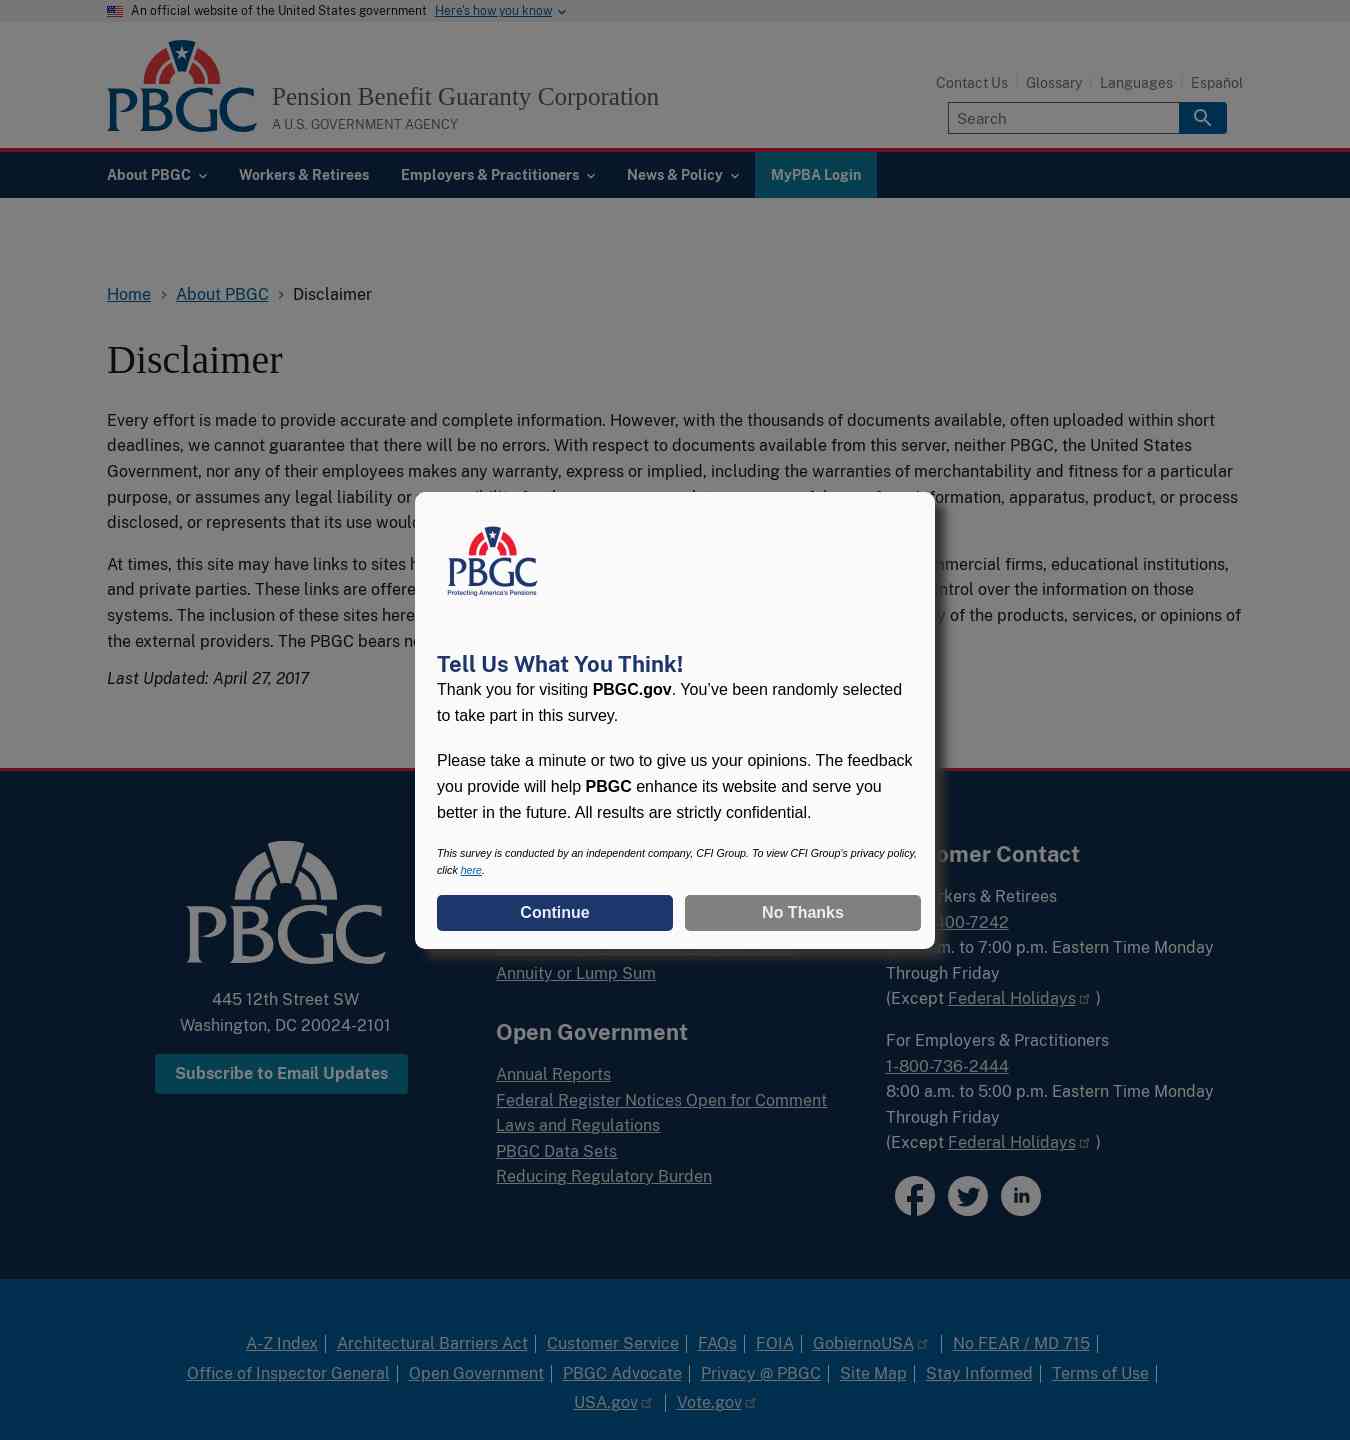 An official website of the United States government Here's how you know
PBGC
Pension Benefit Guaranty Corporation
A U.S. GOVERNMENT AGENCY
Contact Us Glossary Languages Español
Search
About PBGC Workers & Retirees Employers & Practitioners News & Policy MyPBA Login
Home About PBGC Disclaimer
Disclaimer
Every effort is made to provide accurate and complete information. However, with the thousands of documents available, often uploaded within short
deadlines, we cannot guarantee that there will be no errors. With respect to documents available from this server, neither PBGC, the United States
Government, nor any of their employees makes any warranty, express or implied, including the warranties of merchantability and fitness for a particular
purpose, or assumes any legal liability or information, apparatus, product, or process
disclosed, or represents that its use would
At times, this site may have links to sites commercial firms, educational institutions,
and private parties. These links are offered control over the information on those
systems. The inclusion of these sites here of the products, services, or opinions of
the external providers. The PBGC bears
Last Updated: April 27, 2017
PBGC
Protecting America's Pensions
Tell Us What You Think!
Thank you for visiting PBGC.gov. You've been randomly selected
to take part in this survey.
Please take a minute or two to give us your opinions. The feedback
you provide will help PBGC enhance its website and serve you
better in the future. All results are strictly confidential.
This survey is conducted by an independent company, CFI Group. To view CFI Group's privacy policy,
click here.
Continue No Thanks
PBGC
445 12th Street SW
Washington, DC 20024-2101
Subscribe to Email Updates
Annuity or Lump Sum
Open Government
Annual Reports
Federal Register Notices Open for Comment
Laws and Regulations
PBGC Data Sets
Reducing Regulatory Burden
Customer Contact
Workers & Retirees
400-7242
a.m. to 7:00 p.m. Eastern Time Monday
Through Friday
(Except Federal Holidays )
For Employers & Practitioners
1-800-736-2444
8:00 a.m. to 5:00 p.m. Eastern Time Monday
Through Friday
(Except Federal Holidays )
in
A-Z Index Architectural Barriers Act Customer Service FAQs FOIA GobiernoUSA No FEAR / MD 715
Office of Inspector General Open Government PBGC Advocate Privacy @ PBGC Site Map Stay Informed Terms of Use
USA.gov Vote.gov